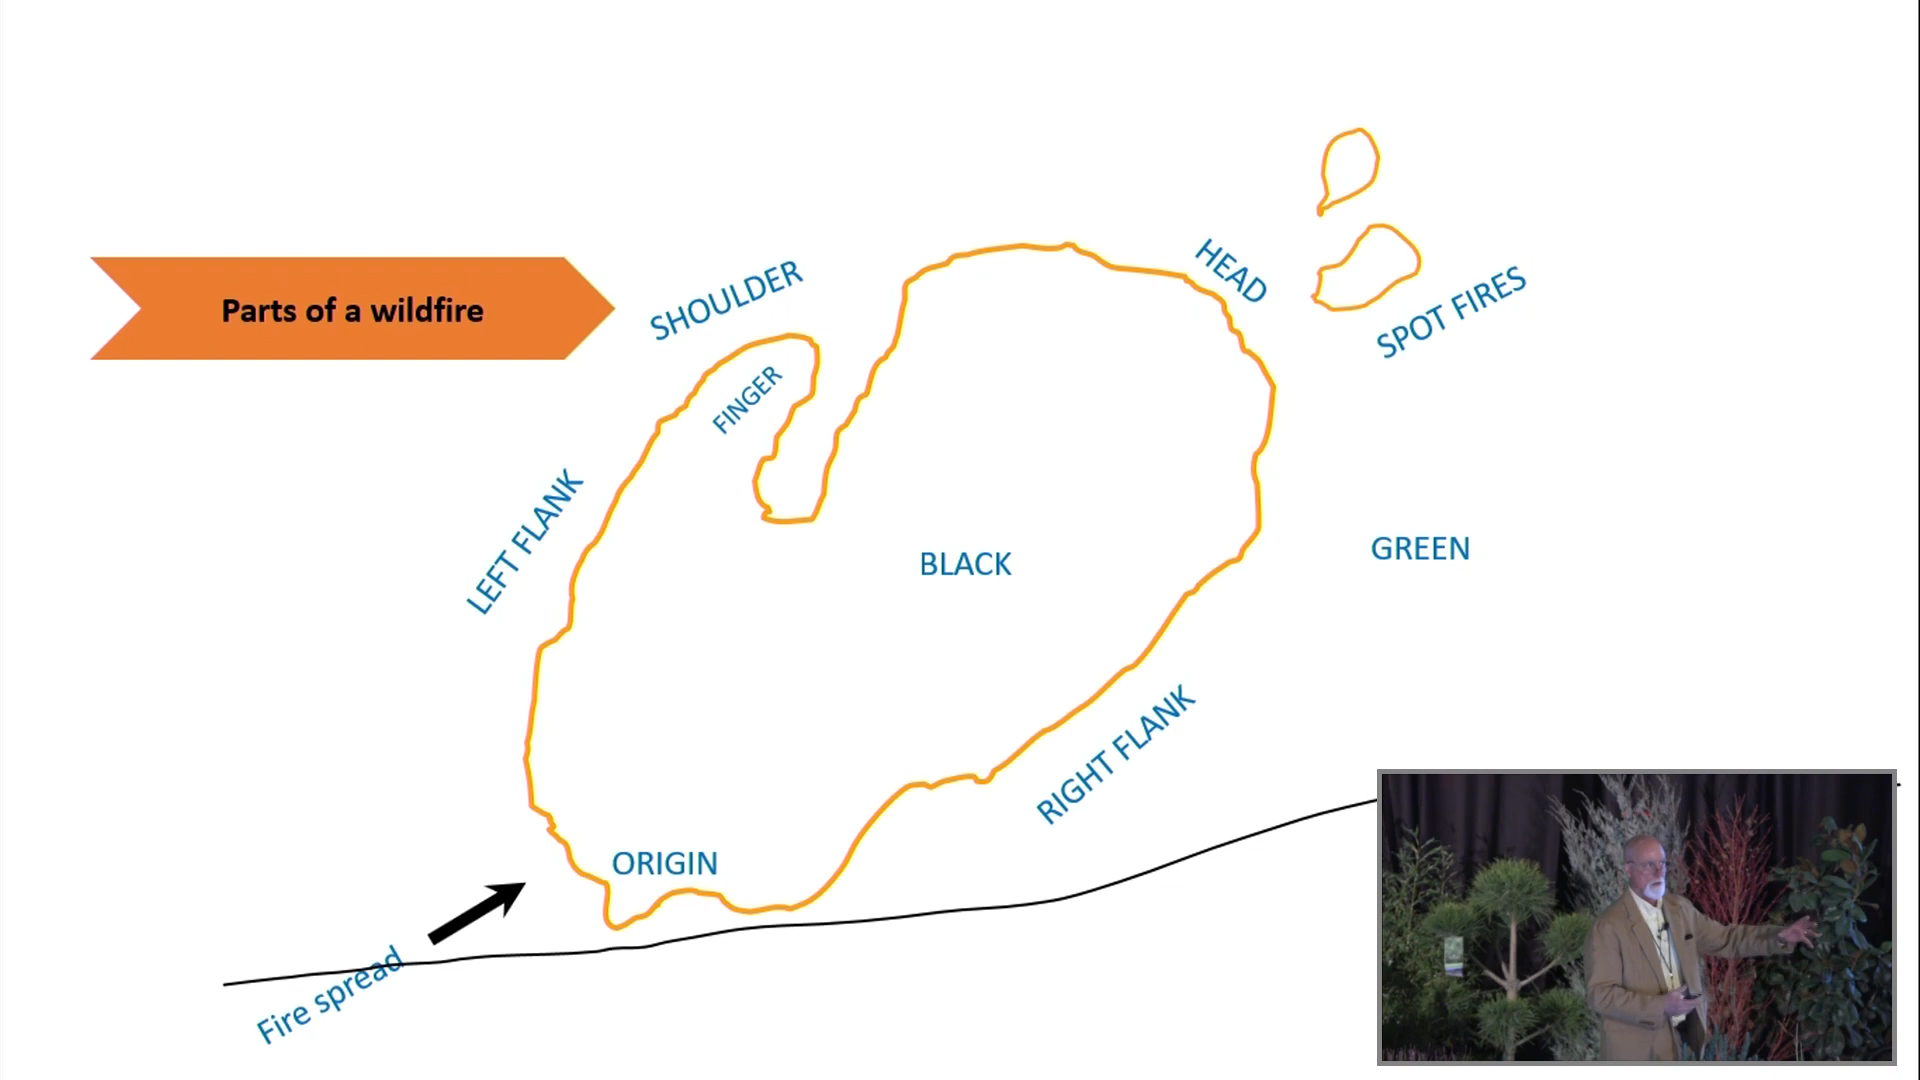 Parts of a wildfire
SHOULDER
HEAD
SPOT FIRES
FINGER
LEFT FLANK
BLACK
GREEN
RIGHT FLANK
ORIGIN
Fire spread